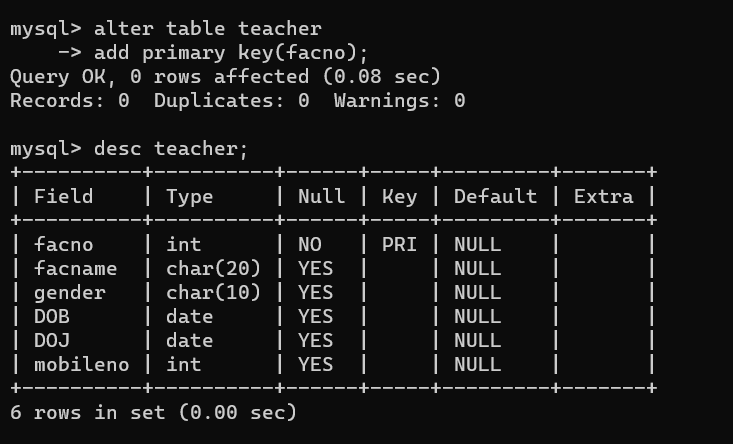 mysql> alter table teacher
    -> add primary key(facno);
Query OK, 0 rows affected (0.08 sec)
Records: 0  Duplicates: 0  Warnings: 0

mysql> desc teacher;
+----------+----------+------+-----+---------+-------+
| Field    | Type     | Null | Key | Default | Extra |
+----------+----------+------+-----+---------+-------+
| facno    | int      | NO   | PRI | NULL    |       |
| facname  | char(20) | YES  |     | NULL    |       |
| gender   | char(10) | YES  |     | NULL    |       |
| DOB      | date     | YES  |     | NULL    |       |
| DOJ      | date     | YES  |     | NULL    |       |
| mobileno | int      | YES  |     | NULL    |       |
+----------+----------+------+-----+---------+-------+
6 rows in set (0.00 sec)